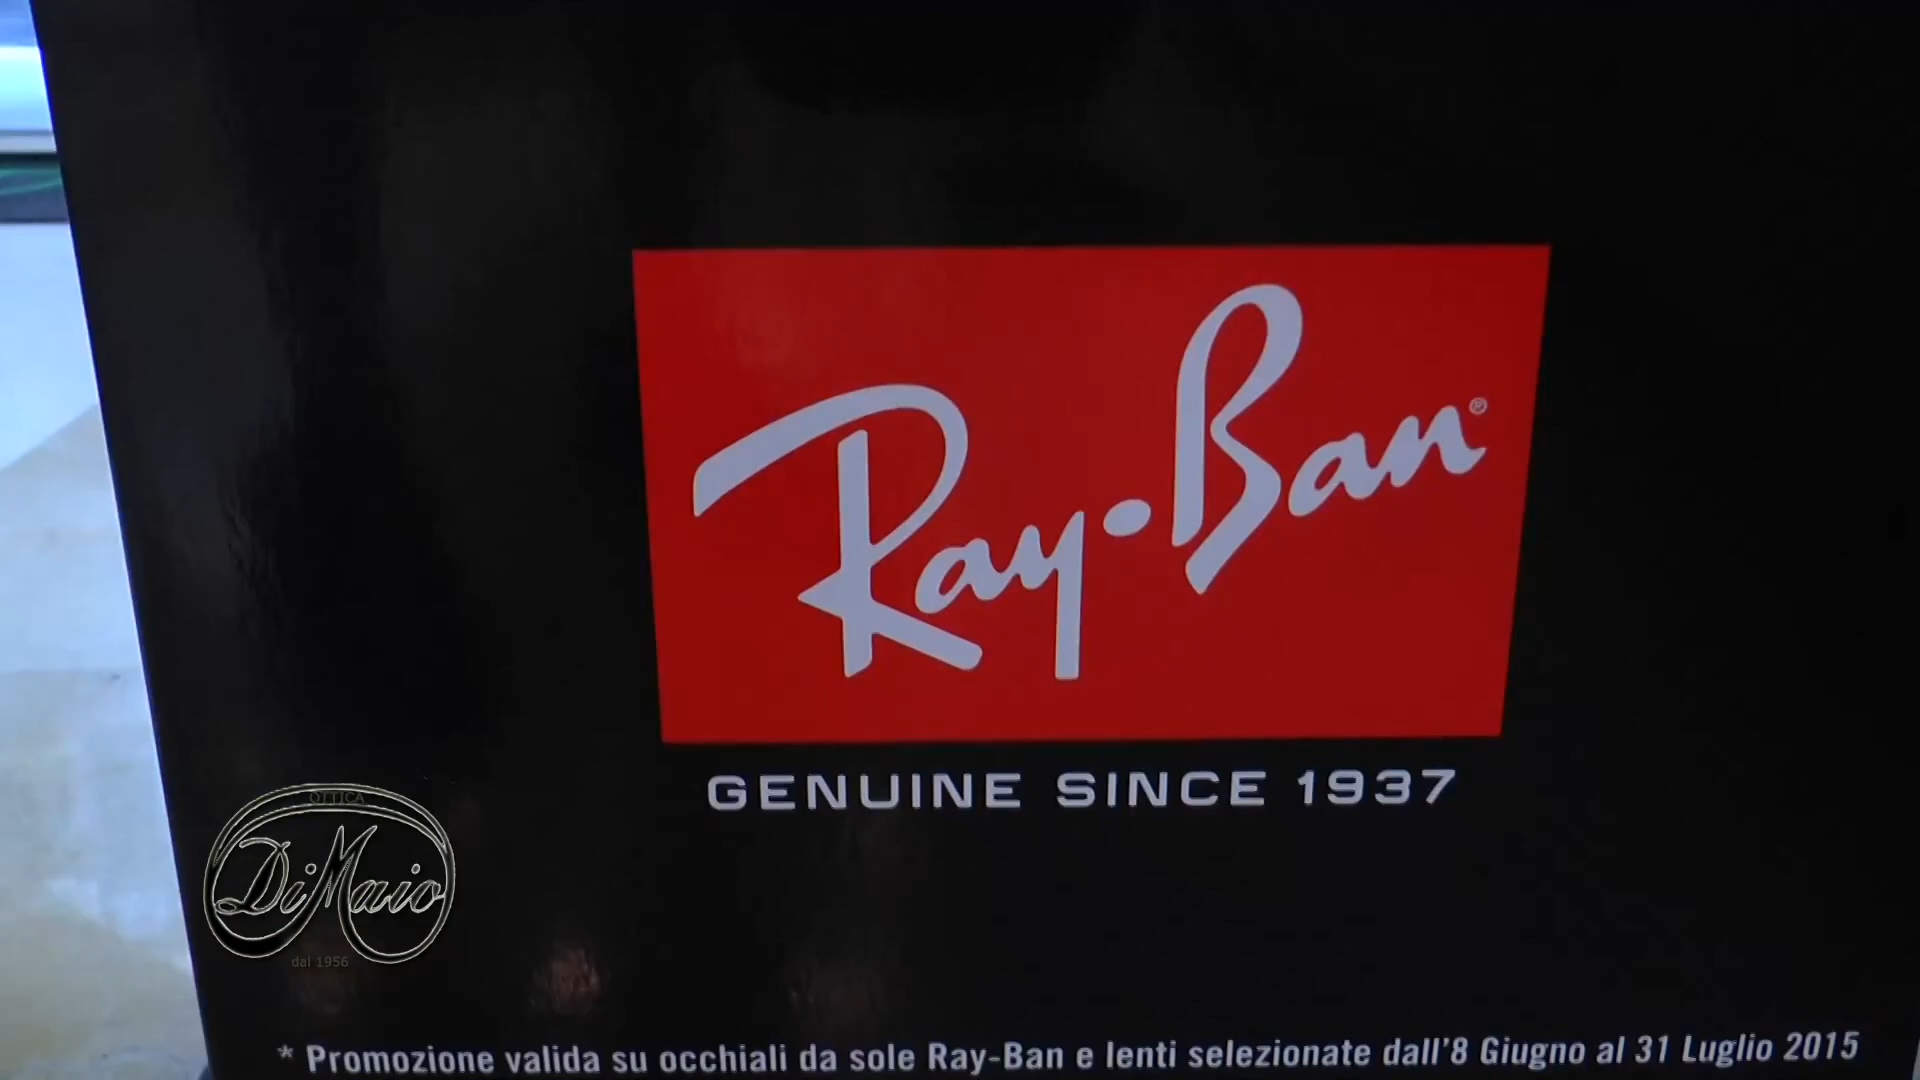 Ray-Ban®
GENUINE SINCE 1937
OTTICA
DiMaio
dal 1956
* Promozione valida su occhiali da sole Ray-Ban e lenti selezionate dall'8 Giugno al 31 Luglio 2015